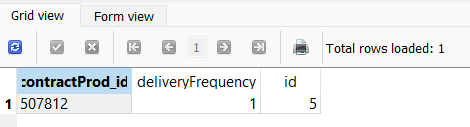 Grid view Form view
1 Total rows loaded: 1
contractProd_id deliveryFrequency id
1 507812 1 5